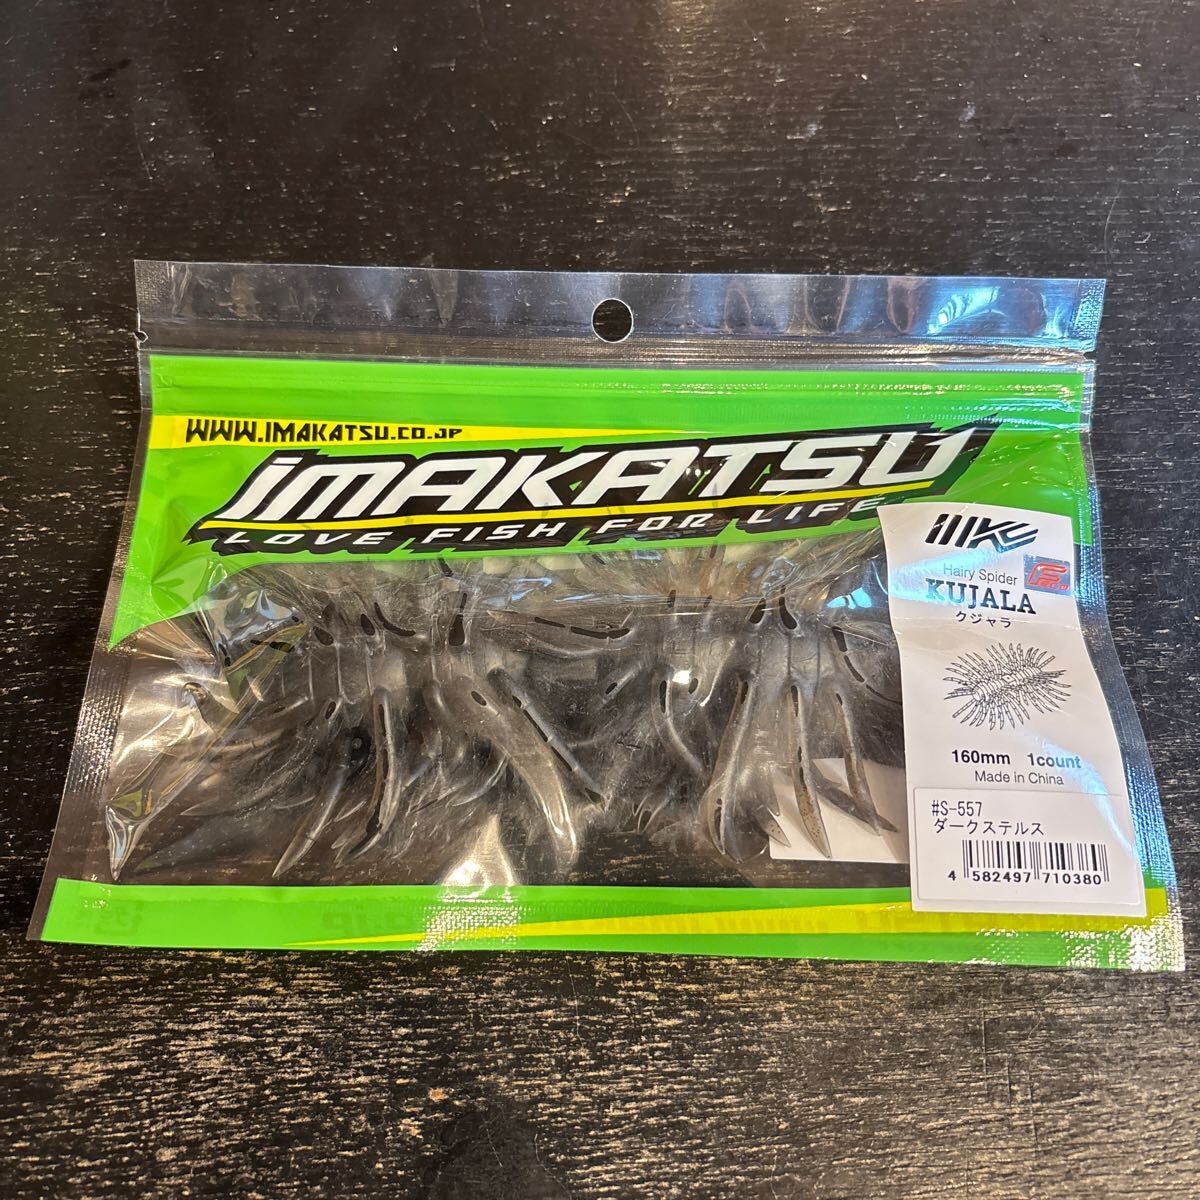 WWW.IMAKATSU.CO.JP
iMAKATSU
LOVE FISH FOR LIFE
Hairy Spider
KUJALA
クジャラ
160mm 1count
Made in China
#S-557
ダークステルス
4 582497 710380